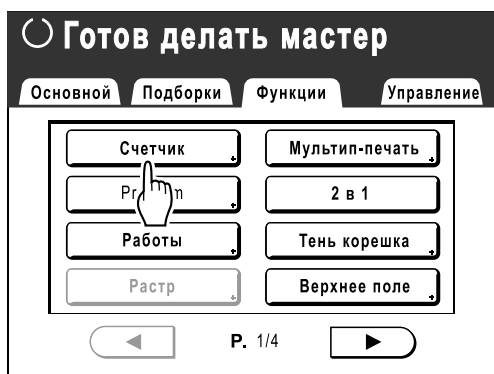 Готов делать мастер
Основной Подборки Функции Управление
Счетчик Мультип-печать
2 в 1
Работы Тень корешка
Растр Верхнее поле
P. 1/4